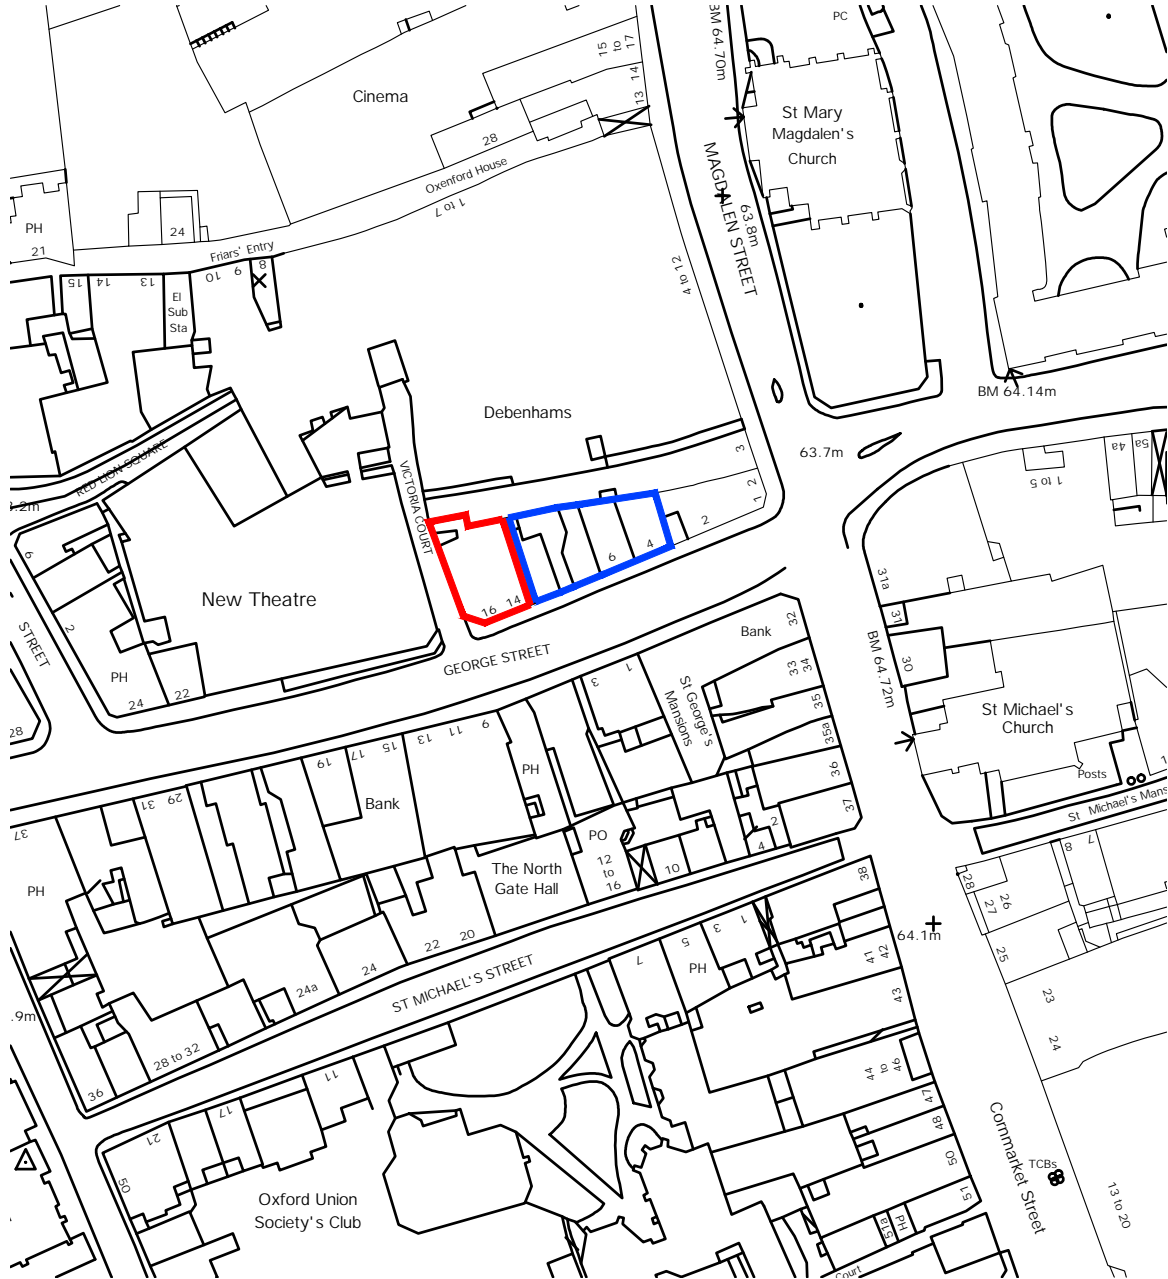 PC
BM 64.70m
15
to
17
13 14
Cinema
St Mary
Magdalen's
Church
28
Oxenford House
1 to 7
MAGDALEN STREET
63.8m
PH
21
24
Friars' Entry
15
14
13
10
9
8
El
Sub
Sta
4 to 12
BM 64.14m
Debenhams
63.7m
3
2
1
2
4a
5a
1 to 5
RED LION SQUARE
VICTORIA COURT
.2m
6
2
STREET
New Theatre
16
14
6
4
31a
31
30
BM 64.72m
GEORGE STREET
PH
24
22
28
Bank
32
33
34
35
35a
36
37
1
3
St George's
Mansions
St Michael's
Church
Posts
1
St Michael's Mans
9
11
13
15
17
19
29
31
37
PH
Bank
PH
PO
12
to
16
10
4
2
The North
Gate Hall
7
8
28
27
26
25
38
22
20
24
24a
28 to 32
36
.9m
ST MICHAEL'S STREET
1
3
5
7
PH
41
42
43
64.1m
23
24
44
to
46
47
48
50
51
51a
PH
Court
11
17
21
50
Oxford Union
Society's Club
Cornmarket Street
TCBs
13 to 20